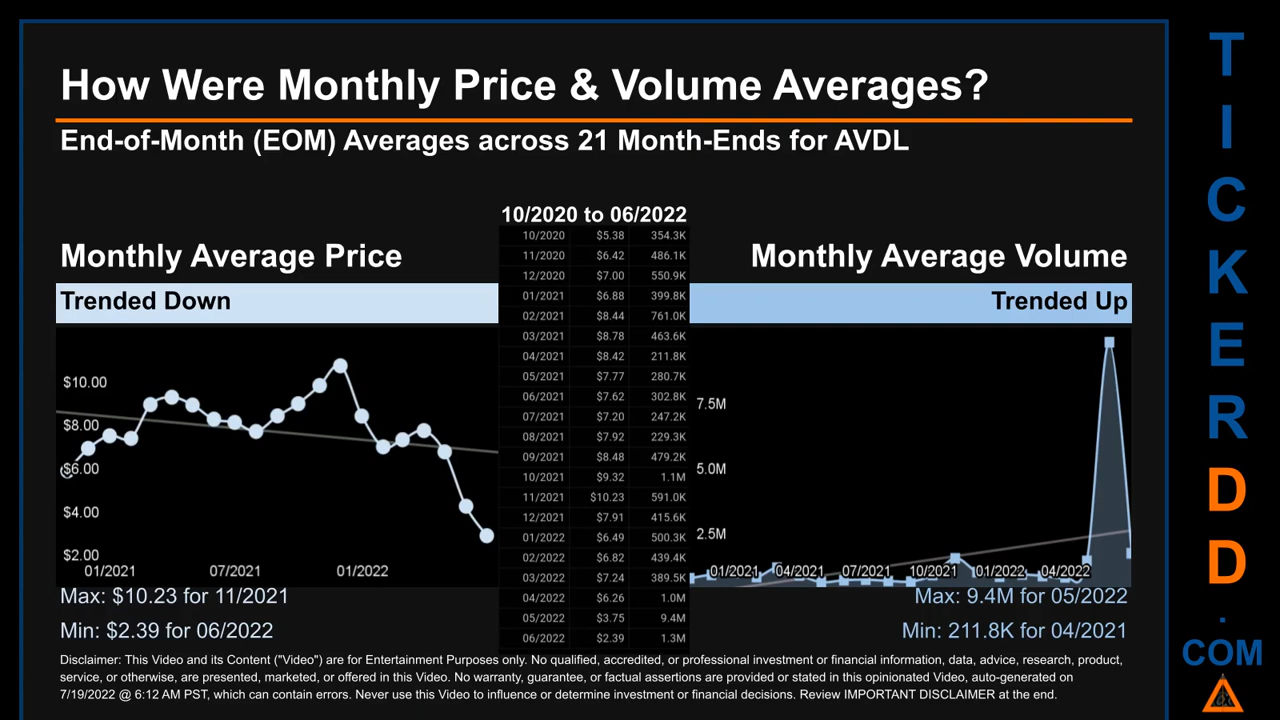 How Were Monthly Price & Volume Averages?
End-of-Month (EOM) Averages across 21 Month-Ends for AVDL
10/2020 to 06/2022
Monthly Average Price
Trended Down
$10.00
$8.00
$6.00
$4.00
$2.00
01/2021 07/2021 01/2022
Max: $10.23 for 11/2021
Min: $2.39 for 06/2022
10/2020 $5.38 354.3K
11/2020 $6.42 486.1K
12/2020 $7.00 550.9K
01/2021 $6.88 399.8K
02/2021 $8.44 761.0K
03/2021 $8.78 463.6K
04/2021 $8.42 211.8K
05/2021 $7.77 280.7K
06/2021 $7.62 302.8K
07/2021 $7.20 247.2K
08/2021 $7.92 229.3K
09/2021 $8.48 479.2K
10/2021 $9.32 1.1M
11/2021 $10.23 591.0K
12/2021 $7.91 415.6K
01/2022 $6.49 500.3K
02/2022 $6.82 439.4K
03/2022 $7.24 389.5K
04/2022 $6.26 1.0M
05/2022 $3.75 9.4M
06/2022 $2.39 1.3M
Monthly Average Volume
Trended Up
7.5M
5.0M
2.5M
01/2021 04/2021 07/2021 10/2021 01/2022 04/2022
Max: 9.4M for 05/2022
Min: 211.8K for 04/2021
Disclaimer: This Video and its Content ("Video") are for Entertainment Purposes only. No qualified, accredited, or professional investment or financial information, data, advice, research, product,
service, or otherwise, are presented, marketed, or offered in this Video. No warranty, guarantee, or factual assertions are provided or stated in this opinionated Video, auto-generated on
7/19/2022 @ 6:12 AM PST, which can contain errors. Never use this Video to influence or determine investment or financial decisions. Review IMPORTANT DISCLAIMER at the end.
T
I
C
K
E
R
D
D
.
COM